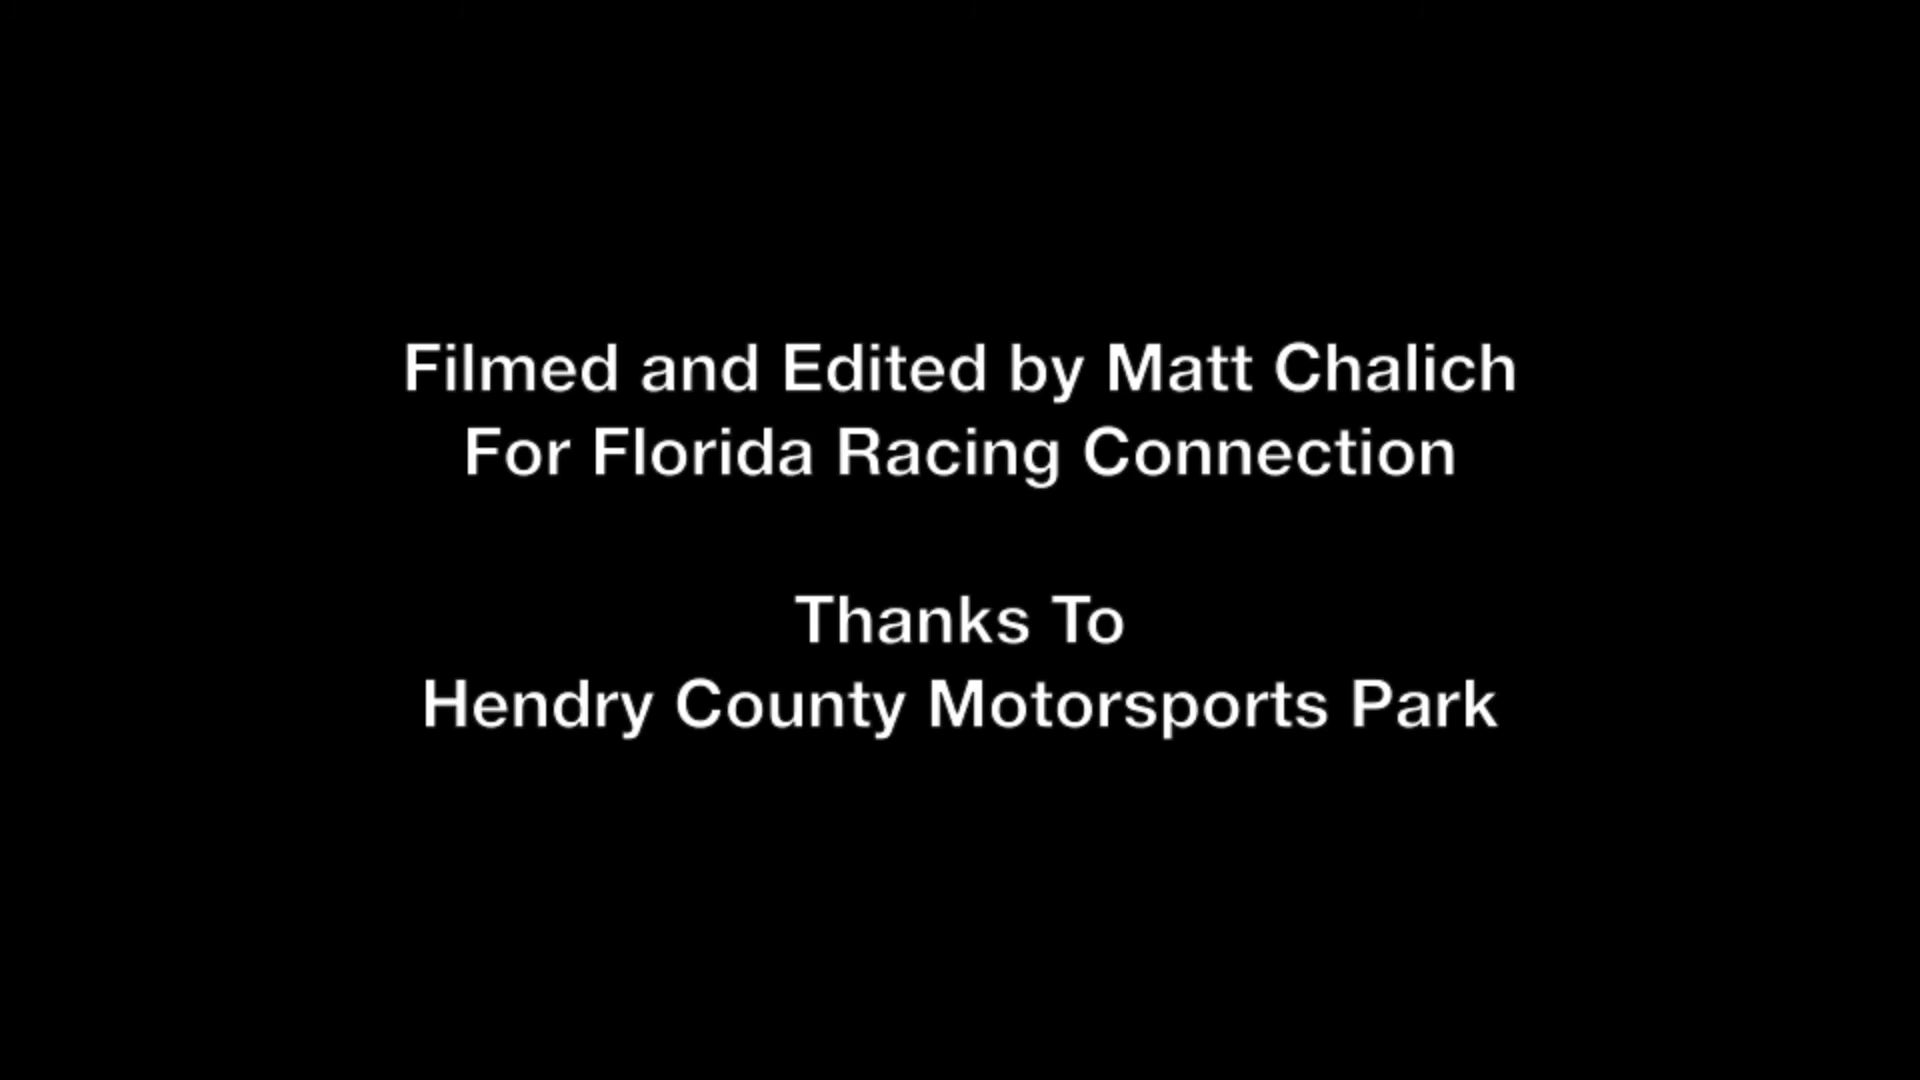 Filmed and Edited by Matt Chalich
For Florida Racing Connection
Thanks To
Hendry County Motorsports Park